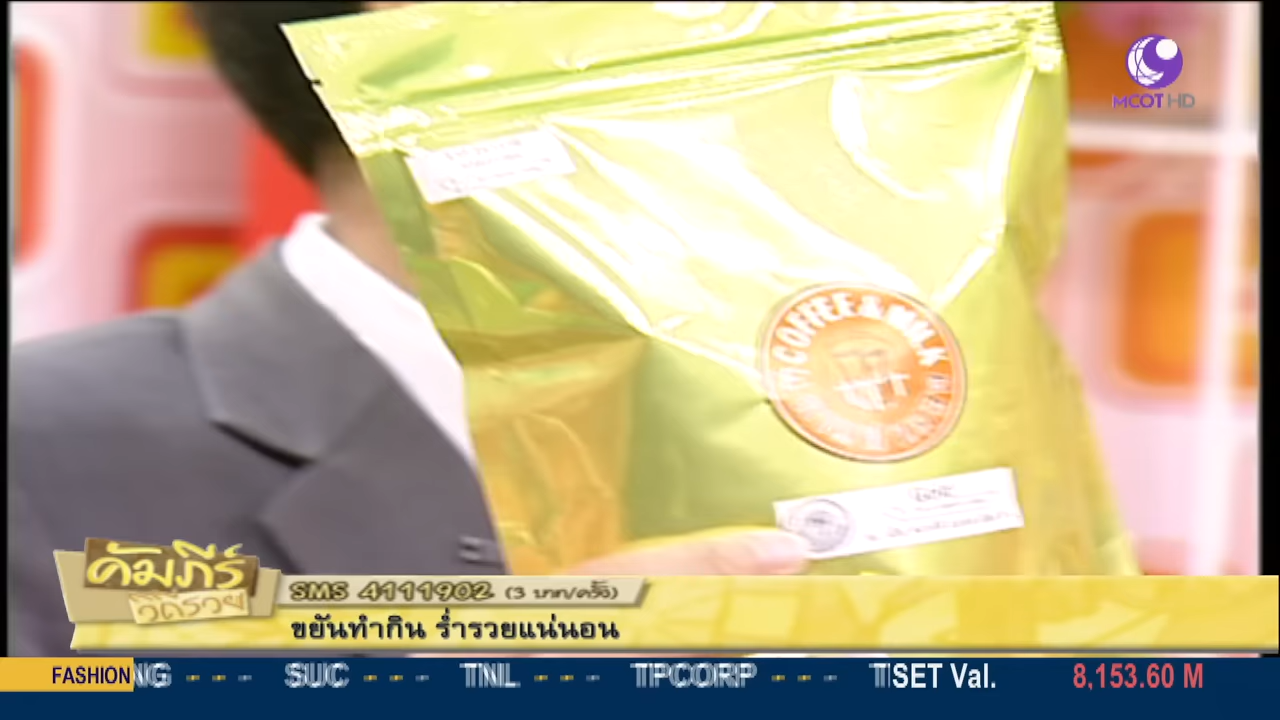 MCOT HD
COFFEE & MILK
คัมภีร์
วิถีรวย
SMS 4111902 (3 บาท/ครั้ง)
ขยันทำกิน ร่ำรวยแน่นอน
FASHION NG - - - SUC - - - TNL - - - TPCORP - - - T SET Val. 8,153.60 M